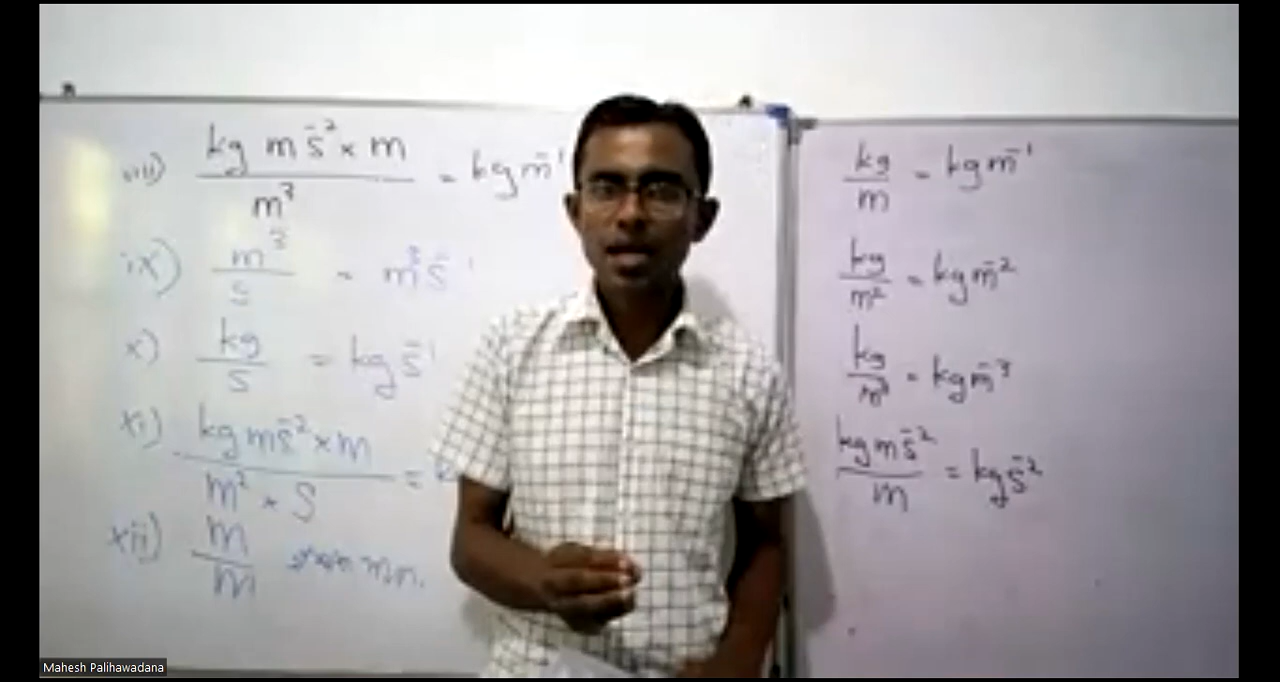 viii) kg m s⁻² × m / m³ = kg m⁻¹
ix) m³ / s = m³ s⁻¹
x) kg / s = kg s⁻¹
xi) kg m s⁻² × m / m² × s =
xii) m / m
kg / m = kg m⁻¹
kg / m² = kg m⁻²
kg / m³ = kg m⁻³
kg m s⁻² / m = kg s⁻²
Mahesh Palihawadana